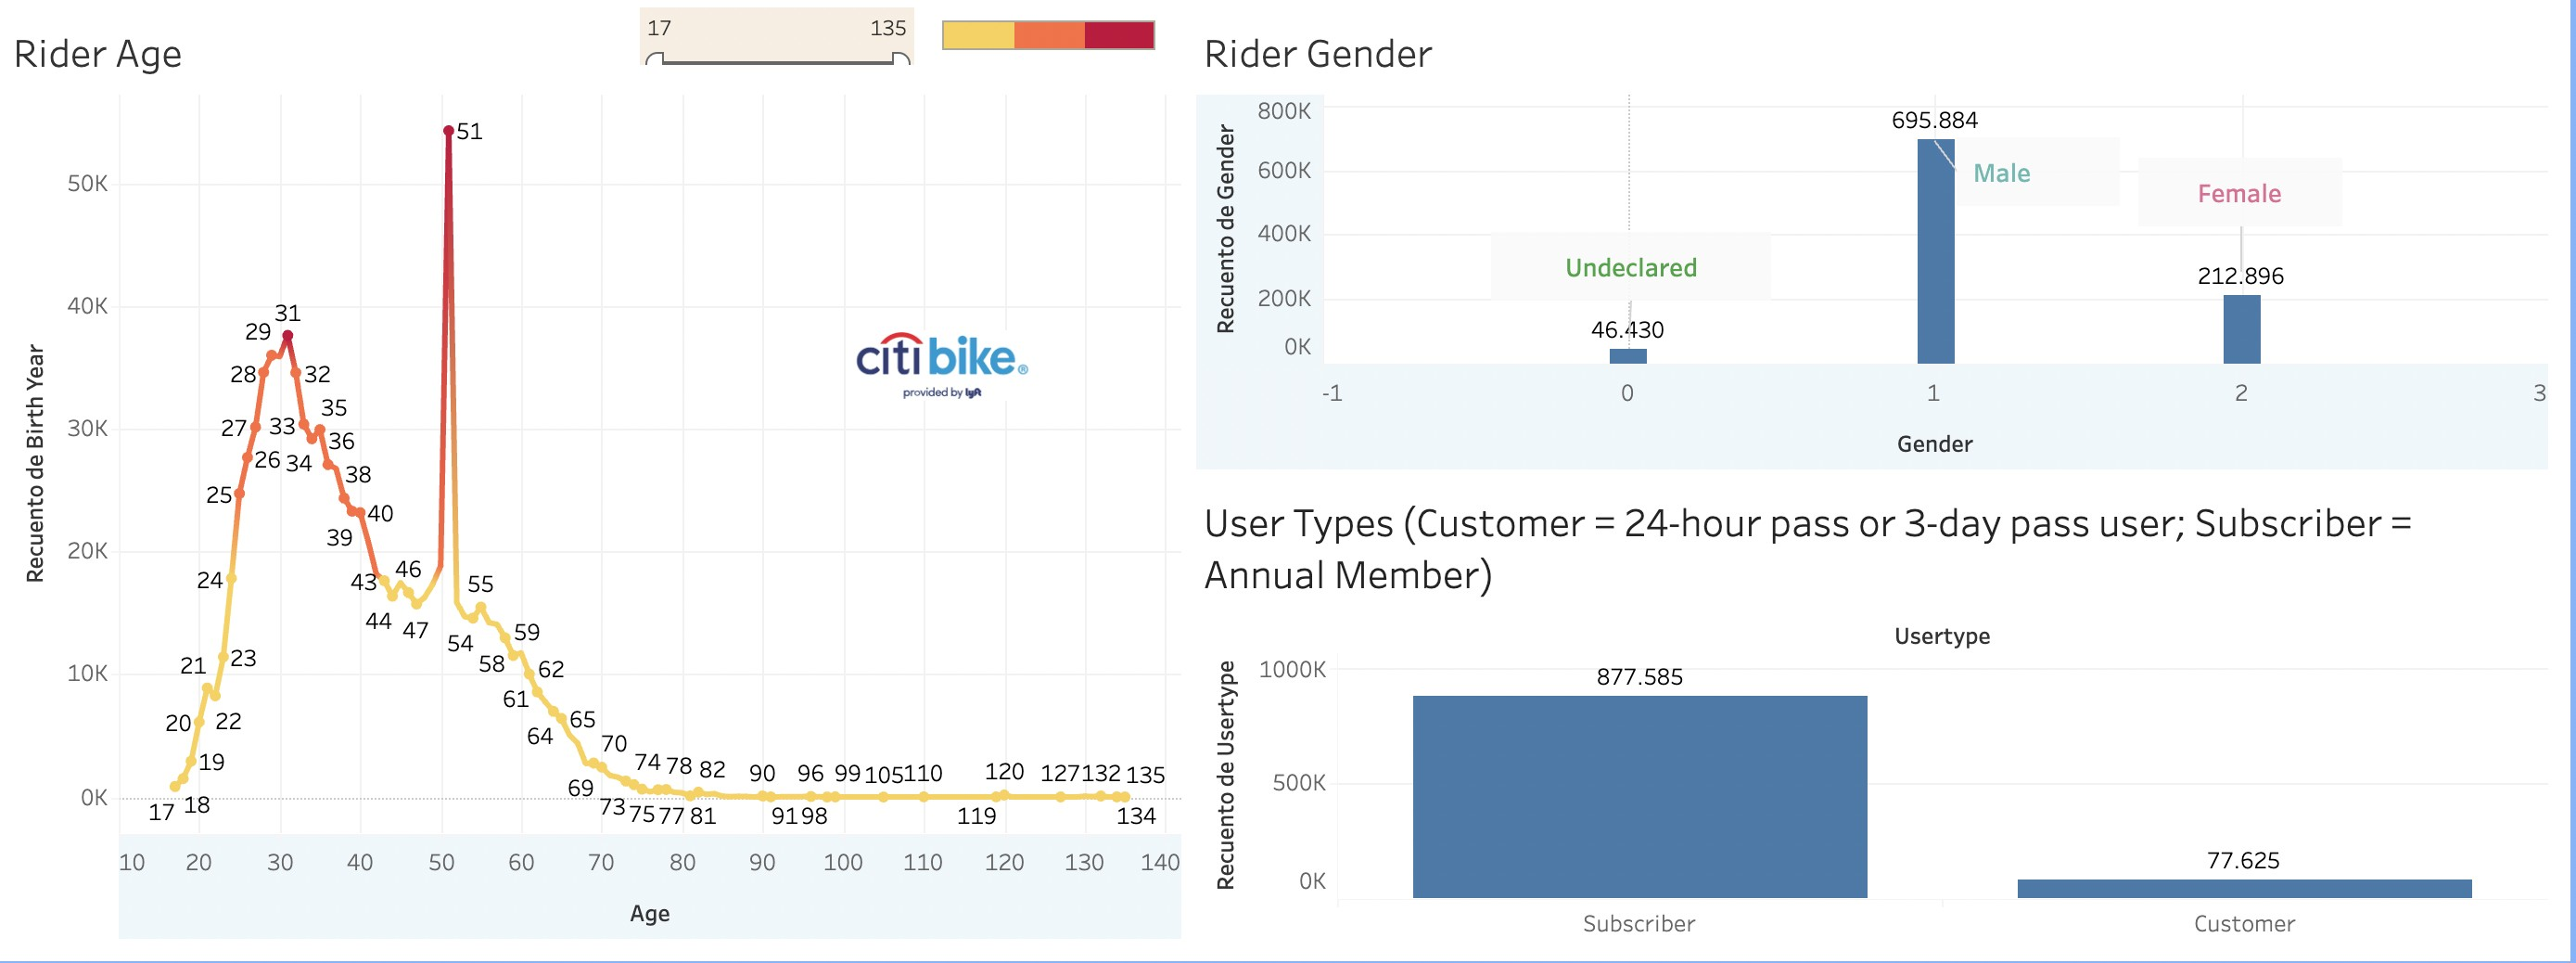 17 135
Rider Age
51
50K
40K
31
29
28 32
35
30K 27 33
36
26 34
38
25
40
39
20K
24 43 46
55
44 47
59
54
21 23
58 62
10K
61
20 22 65
64
70
19 74 78 82 90 96 99 105 110 120 127 132 135
69
0K
17 18 73 75 77 81 91 98 119 134
10 20 30 40 50 60 70 80 90 100 110 120 130 140
Age
Recuento de Birth Year
citi bike®
provided by lyft
Rider Gender
800K
695.884
600K Male
Female
400K
Undeclared
212.896
200K
46.430
0K
-1 0 1 2 3
Gender
Recuento de Gender
User Types (Customer = 24-hour pass or 3-day pass user; Subscriber =
Annual Member)
Usertype
1000K
877.585
500K
77.625
0K
Subscriber Customer
Recuento de Usertype